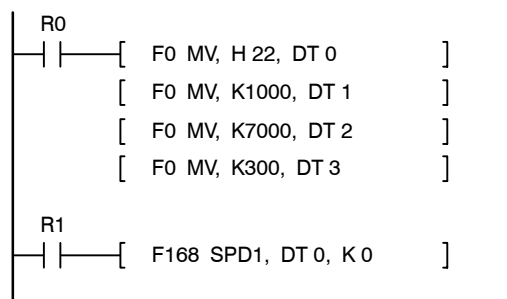 R0
[ F0 MV, H 22, DT 0 ]
[ F0 MV, K1000, DT 1 ]
[ F0 MV, K7000, DT 2 ]
[ F0 MV, K300, DT 3 ]
R1
[ F168 SPD1, DT 0, K 0 ]